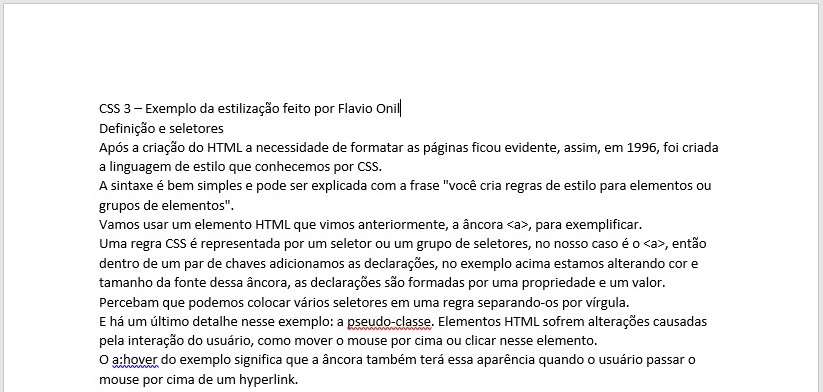 CSS 3 – Exemplo da estilização feito por Flavio Onil
Definição e seletores
Após a criação do HTML a necessidade de formatar as páginas ficou evidente, assim, em 1996, foi criada
a linguagem de estilo que conhecemos por CSS.
A sintaxe é bem simples e pode ser explicada com a frase "você cria regras de estilo para elementos ou
grupos de elementos".
Vamos usar um elemento HTML que vimos anteriormente, a âncora <a>, para exemplificar.
Uma regra CSS é representada por um seletor ou um grupo de seletores, no nosso caso é o <a>, então
dentro de um par de chaves adicionamos as declarações, no exemplo acima estamos alterando cor e
tamanho da fonte dessa âncora, as declarações são formadas por uma propriedade e um valor.
Percebam que podemos colocar vários seletores em uma regra separando-os por vírgula.
E há um último detalhe nesse exemplo: a pseudo-classe. Elementos HTML sofrem alterações causadas
pela interação do usuário, como mover o mouse por cima ou clicar nesse elemento.
O a:hover do exemplo significa que a âncora também terá essa aparência quando o usuário passar o
mouse por cima de um hyperlink.